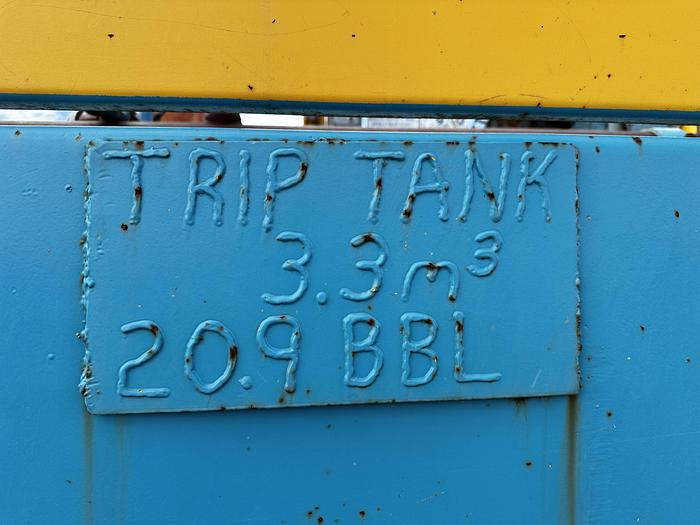 TRIP TANK
3.3m³
20.9 BBL